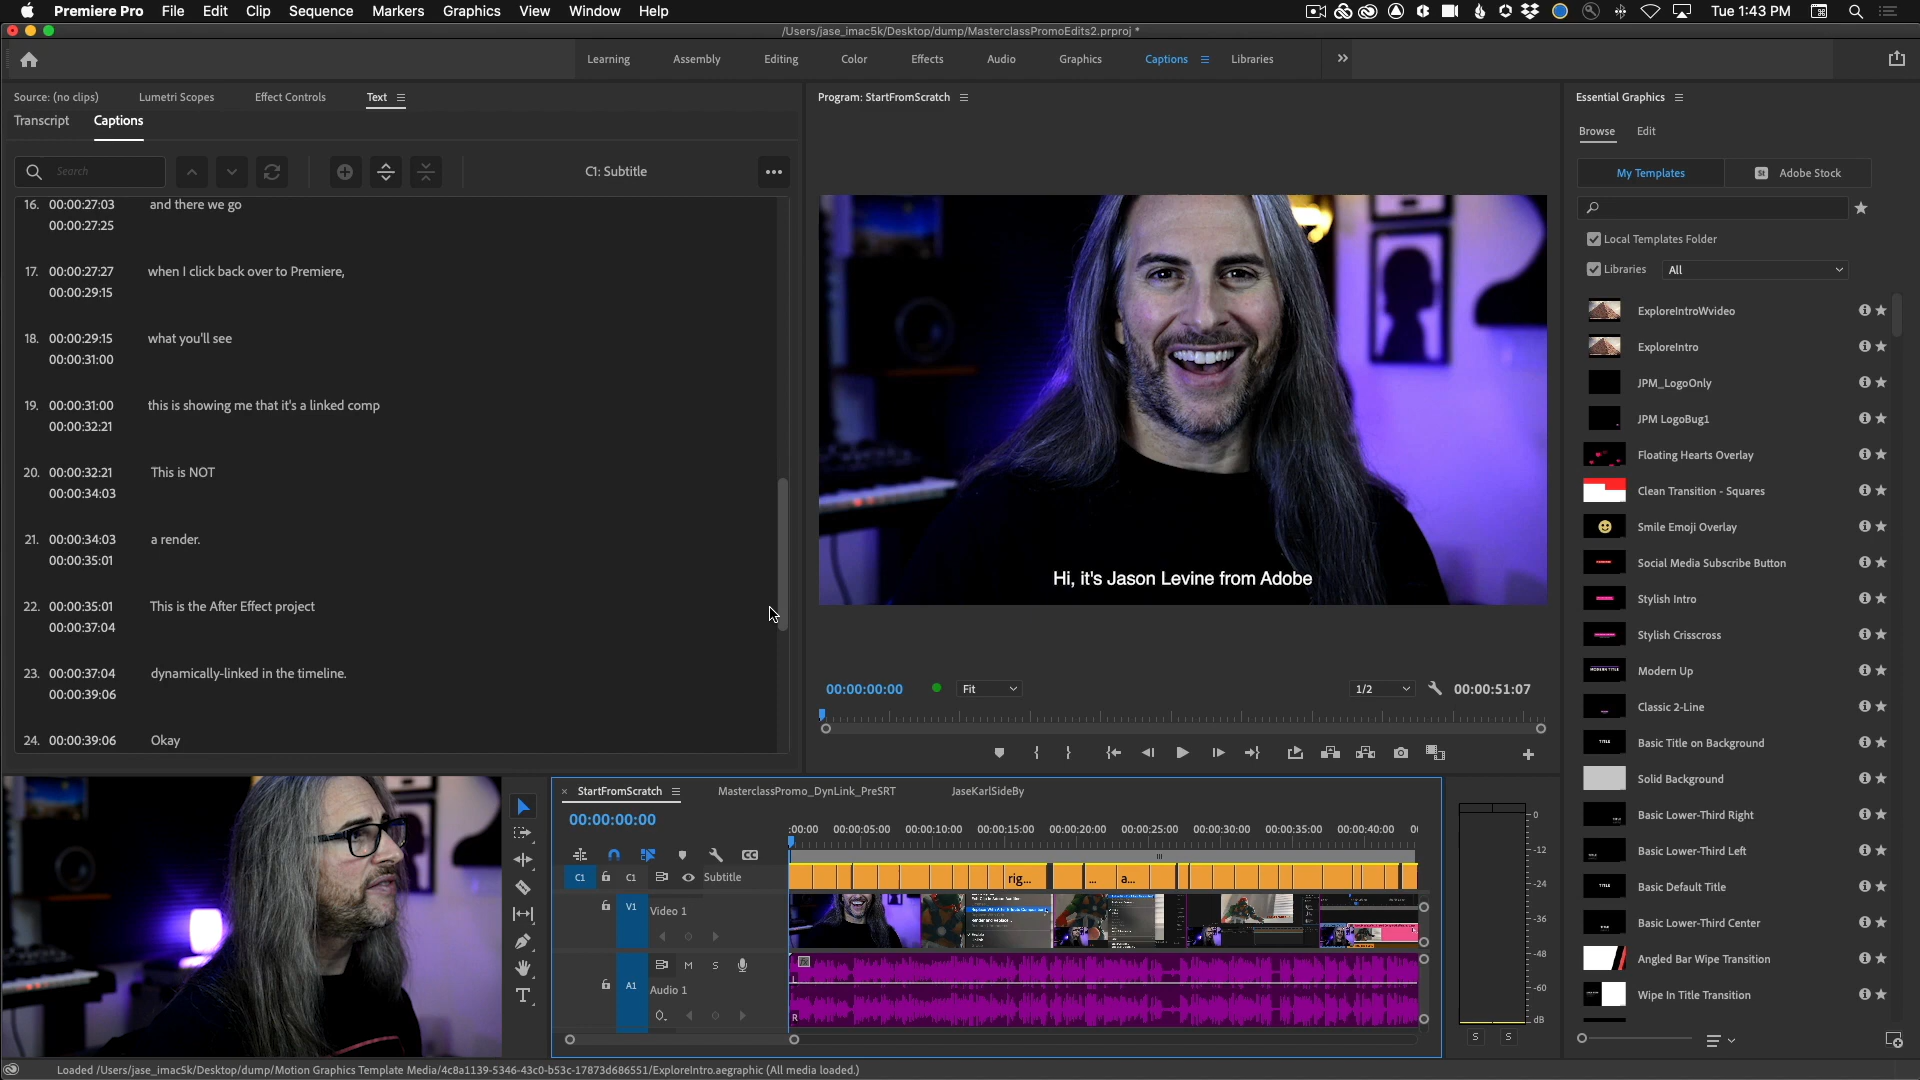 Premiere Pro File Edit Clip Sequence Markers Graphics View Window Help Tue 1:43 PM
/Users/jase_imac5k/Desktop/dump/MasterclassPromoEdits2.prproj *
Learning Assembly Editing Color Effects Audio Graphics Captions Libraries
Source: (no clips) Lumetri Scopes Effect Controls Text
Transcript Captions
Search C1: Subtitle
16. 00:00:27:03 and there we go
00:00:27:25
17. 00:00:27:27 when I click back over to Premiere,
00:00:29:15
18. 00:00:29:15 what you'll see
00:00:31:00
19. 00:00:31:00 this is showing me that it's a linked comp
00:00:32:21
20. 00:00:32:21 This is NOT
00:00:34:03
21. 00:00:34:03 a render.
00:00:35:01
22. 00:00:35:01 This is the After Effect project
00:00:37:04
23. 00:00:37:04 dynamically-linked in the timeline.
00:00:39:06
24. 00:00:39:06 Okay
Program: StartFromScratch
Hi, it's Jason Levine from Adobe
00:00:00:00 Fit 1/2 00:00:51:07
Essential Graphics
Browse Edit
My Templates St Adobe Stock
Local Templates Folder
Libraries All
ExploreIntroWvideo
ExploreIntro
JPM_LogoOnly
JPM LogoBug1
Floating Hearts Overlay
Clean Transition - Squares
Smile Emoji Overlay
Social Media Subscribe Button
Stylish Intro
Stylish Crisscross
Modern Up
Classic 2-Line
Basic Title on Background
Solid Background
Basic Lower-Third Right
Basic Lower-Third Left
Basic Default Title
Basic Lower-Third Center
Angled Bar Wipe Transition
Wipe In Title Transition
StartFromScratch MasterclassPromo_DynLink_PreSRT JaseKarlSideBy
00:00:00:00
:00:00 00:00:05:00 00:00:10:00 00:00:15:00 00:00:20:00 00:00:25:00 00:00:30:00 00:00:35:00 00:00:40:00
C1 C1 Subtitle rig... ... a...
V1 Video 1
M S
A1 Audio 1
L
R
0
-12
-24
-36
-48
-60
dB
S S
Loaded /Users/jase_imac5k/Desktop/dump/Motion Graphics Template Media/4c8a1139-5346-43c0-b53c-17873d686551/ExploreIntro.aegraphic (All media loaded.)